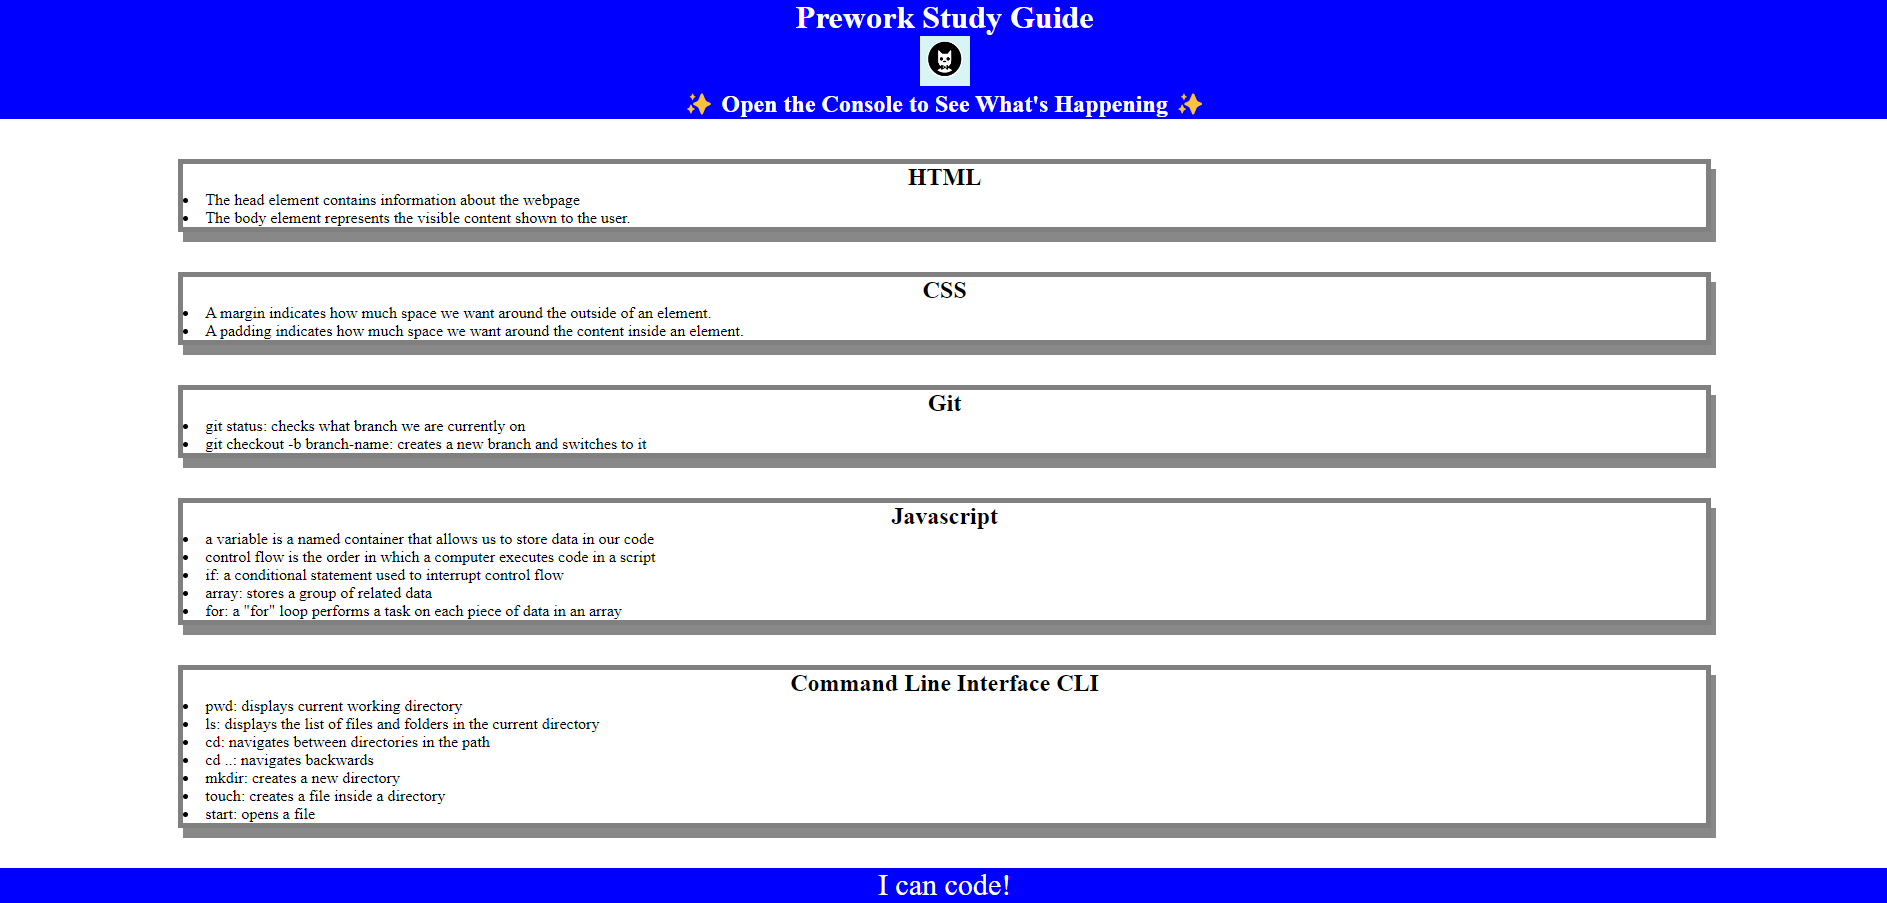 Prework Study Guide
✨ Open the Console to See What's Happening ✨
HTML
The head element contains information about the webpage
The body element represents the visible content shown to the user.
CSS
A margin indicates how much space we want around the outside of an element.
A padding indicates how much space we want around the content inside an element.
Git
git status: checks what branch we are currently on
git checkout -b branch-name: creates a new branch and switches to it
Javascript
a variable is a named container that allows us to store data in our code
control flow is the order in which a computer executes code in a script
if: a conditional statement used to interrupt control flow
array: stores a group of related data
for: a "for" loop performs a task on each piece of data in an array
Command Line Interface CLI
pwd: displays current working directory
ls: displays the list of files and folders in the current directory
cd: navigates between directories in the path
cd ..: navigates backwards
mkdir: creates a new directory
touch: creates a file inside a directory
start: opens a file
I can code!